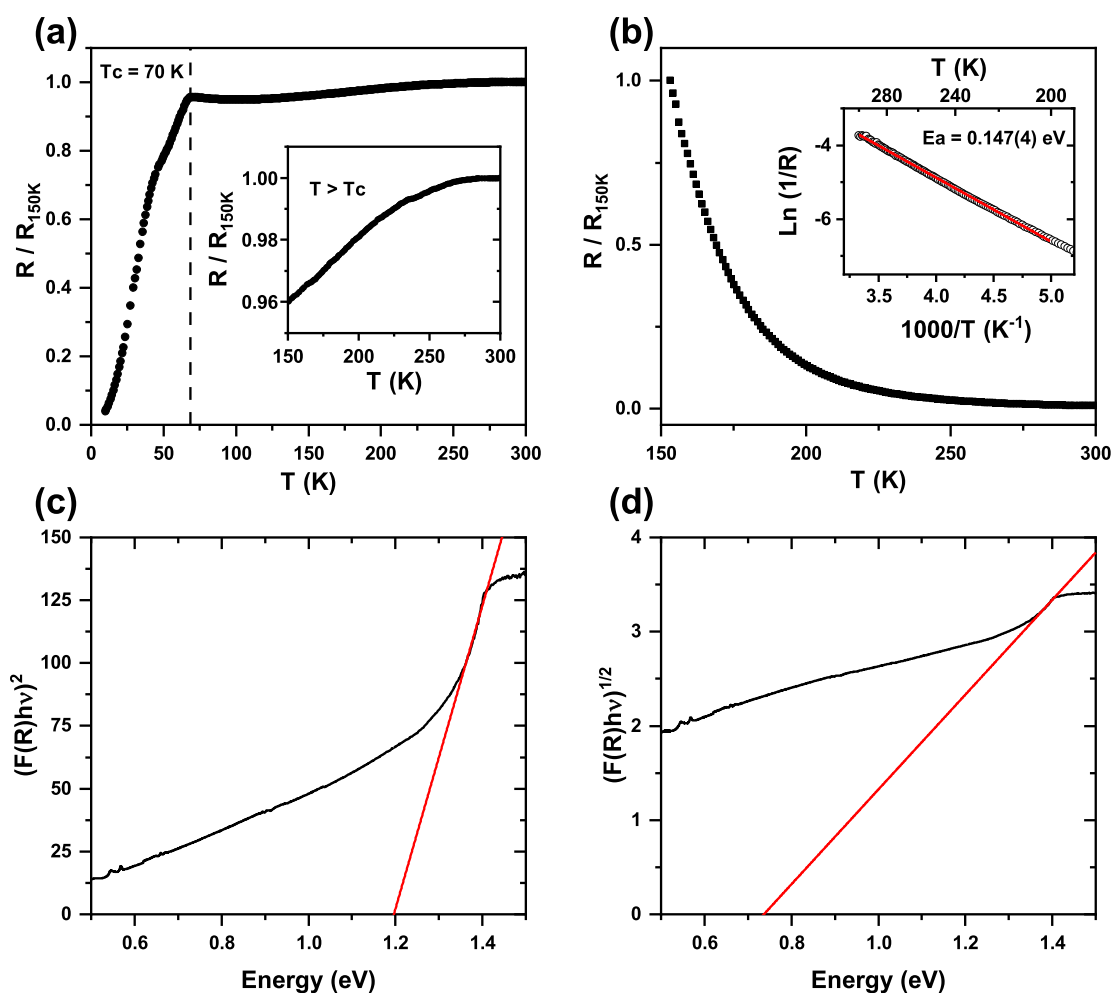 (a)
Tc = 70 K
R / R150K
1.0
0.8
0.6
0.4
0.2
0.0
0 50 100 150 200 250 300
T (K)
T > Tc
R / R150K
1.00
0.98
0.96
150 200 250 300
T (K)
(b)
R / R150K
1.0
0.5
0.0
150 200 250 300
T (K)
T (K)
280 240 200
Ea = 0.147(4) eV
Ln (1/R)
-4
-6
3.5 4.0 4.5 5.0
1000/T (K⁻¹)
(c)
(F(R)hν)²
150
125
100
75
50
25
0
0.6 0.8 1.0 1.2 1.4
Energy (eV)
(d)
(F(R)hν)^1/2
4
3
2
1
0
0.6 0.8 1.0 1.2 1.4
Energy (eV)